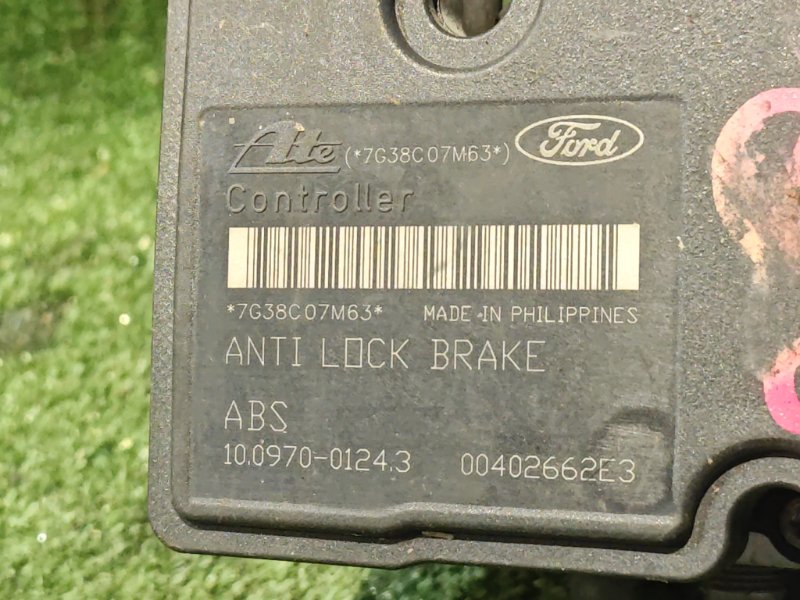 Ate (*7G38C07M63*) Ford
Controller
*7G38C07M63* MADE IN PHILIPPINES
ANTI LOCK BRAKE
ABS
10.0970-0124.3 00402662E3